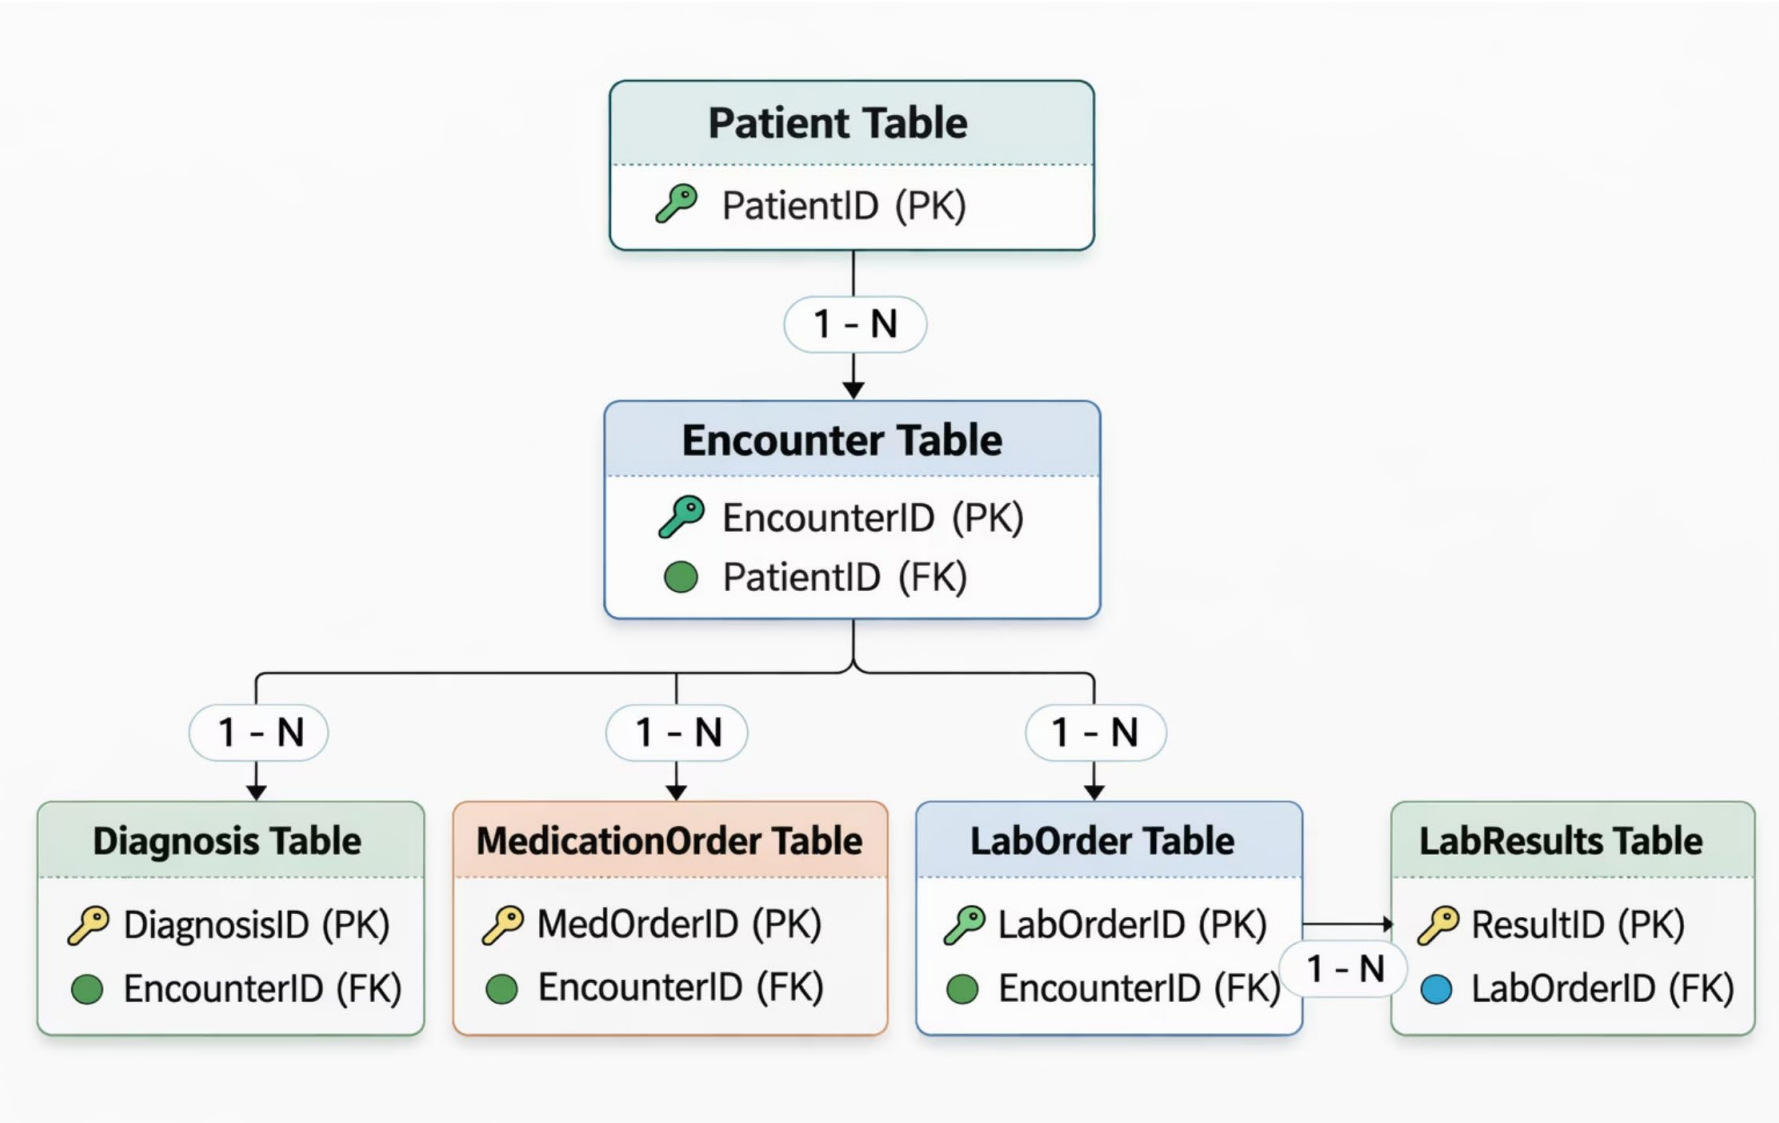 Patient Table
PatientID (PK)
1 - N
Encounter Table
EncounterID (PK)
PatientID (FK)
1 - N
1 - N
1 - N
Diagnosis Table
DiagnosisID (PK)
EncounterID (FK)
MedicationOrder Table
MedOrderID (PK)
EncounterID (FK)
LabOrder Table
LabOrderID (PK)
EncounterID (FK)
1 - N
LabResults Table
ResultID (PK)
LabOrderID (FK)